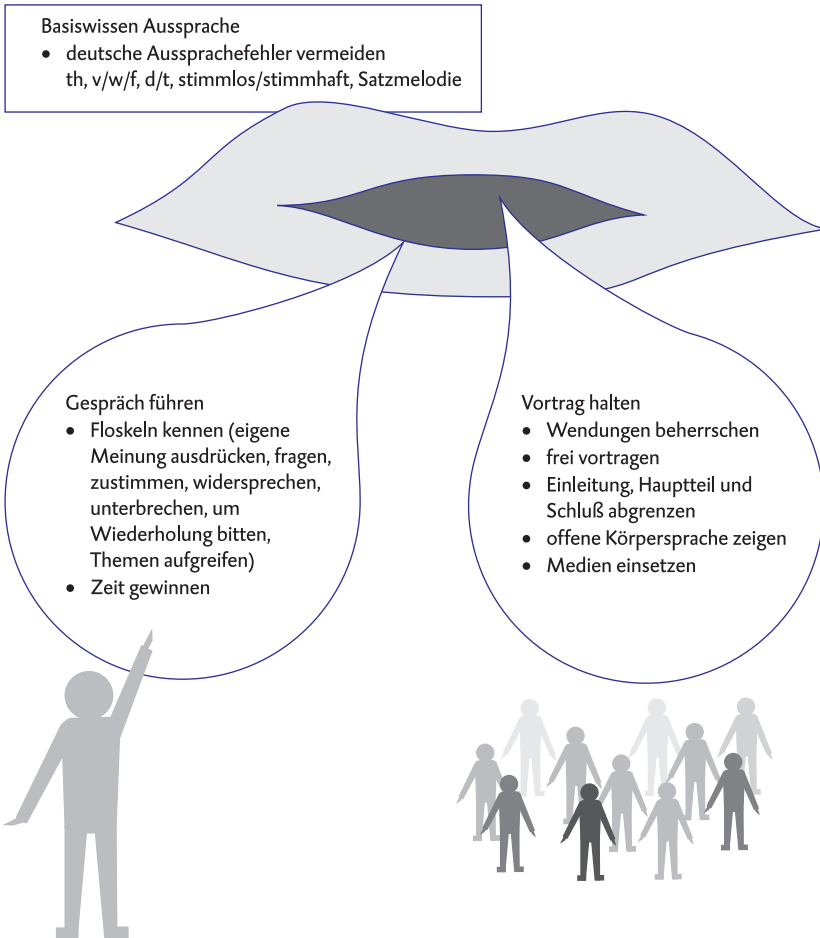 Basiswissen Aussprache
• deutsche Aussprachefehler vermeiden
th, v/w/f, d/t, stimmlos/stimmhaft, Satzmelodie
Gespräch führen
• Floskeln kennen (eigene
Meinung ausdrücken, fragen,
zustimmen, widersprechen,
unterbrechen, um
Wiederholung bitten,
Themen aufgreifen)
• Zeit gewinnen
Vortrag halten
• Wendungen beherrschen
• frei vortragen
• Einleitung, Hauptteil und
Schluß abgrenzen
• offene Körpersprache zeigen
• Medien einsetzen